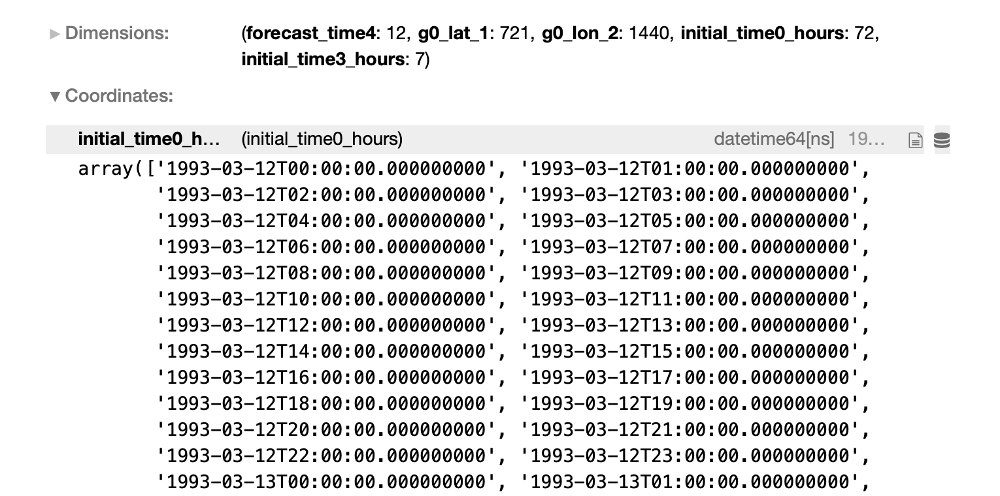 ► Dimensions: (forecast_time4: 12, g0_lat_1: 721, g0_lon_2: 1440, initial_time0_hours: 72,
initial_time3_hours: 7)
▼ Coordinates:
initial_time0_h... (initial_time0_hours) datetime64[ns] 19...
array(['1993-03-12T00:00:00.000000000', '1993-03-12T01:00:00.000000000',
'1993-03-12T02:00:00.000000000', '1993-03-12T03:00:00.000000000',
'1993-03-12T04:00:00.000000000', '1993-03-12T05:00:00.000000000',
'1993-03-12T06:00:00.000000000', '1993-03-12T07:00:00.000000000',
'1993-03-12T08:00:00.000000000', '1993-03-12T09:00:00.000000000',
'1993-03-12T10:00:00.000000000', '1993-03-12T11:00:00.000000000',
'1993-03-12T12:00:00.000000000', '1993-03-12T13:00:00.000000000',
'1993-03-12T14:00:00.000000000', '1993-03-12T15:00:00.000000000',
'1993-03-12T16:00:00.000000000', '1993-03-12T17:00:00.000000000',
'1993-03-12T18:00:00.000000000', '1993-03-12T19:00:00.000000000',
'1993-03-12T20:00:00.000000000', '1993-03-12T21:00:00.000000000',
'1993-03-12T22:00:00.000000000', '1993-03-12T23:00:00.000000000',
'1993-03-13T00:00:00.000000000', '1993-03-13T01:00:00.000000000',